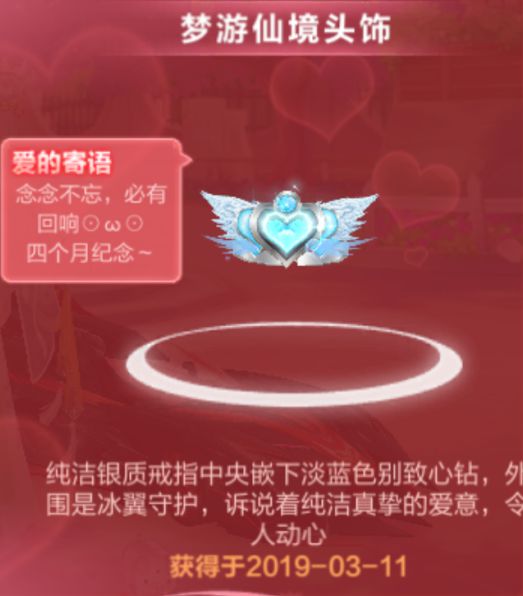 梦游仙境头饰
爱的寄语
念念不忘，必有
回响⊙ω⊙
四个月纪念~
纯洁银质戒指中央嵌下淡蓝色别致心钻，外
围是冰翼守护，诉说着纯洁真挚的爱意，令
人动心
获得于2019-03-11